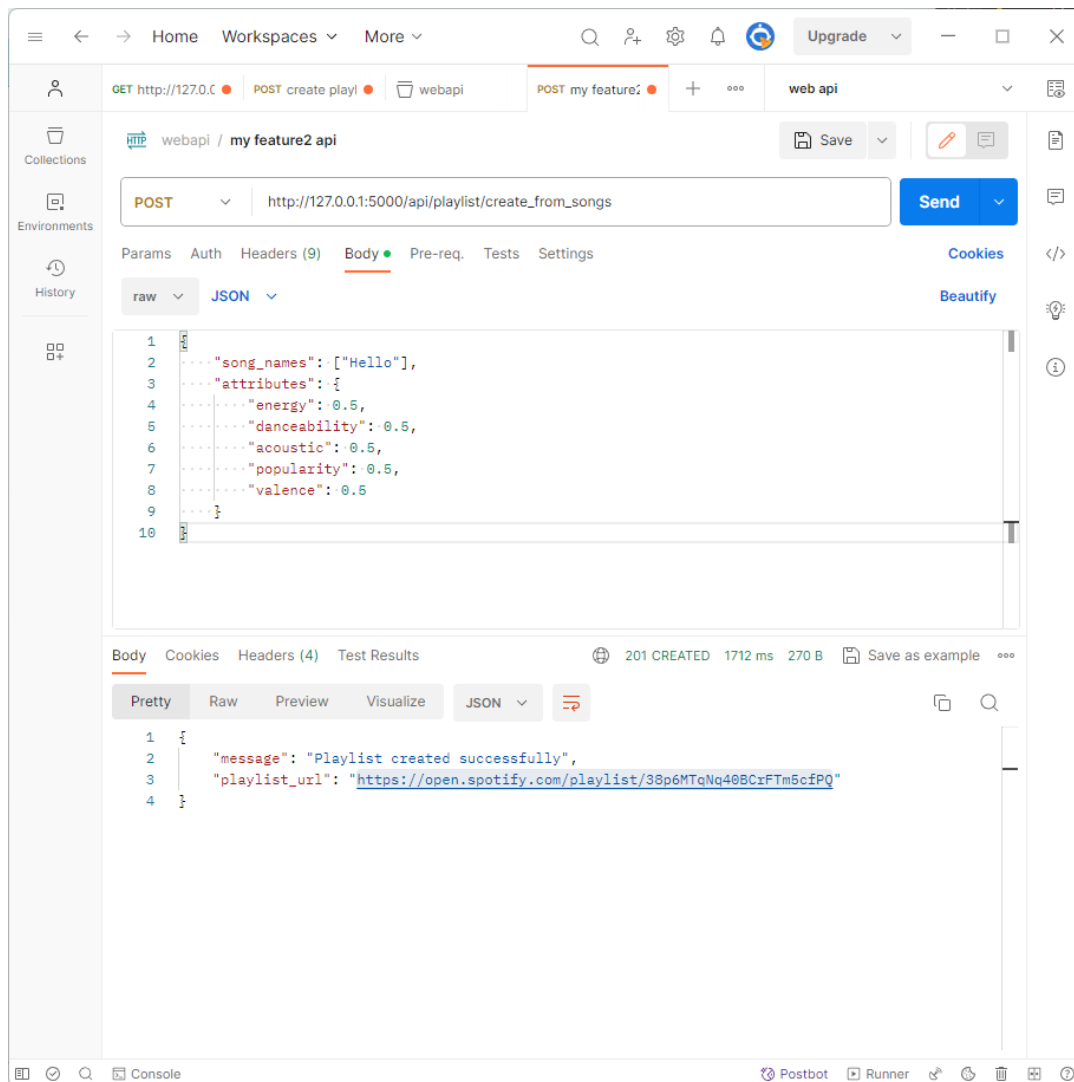 Home Workspaces More Upgrade
GET http://127.0.0 POST create playl webapi POST my feature2 web api
HTTP webapi / my feature2 api Save
Collections
Environments
History
POST http://127.0.0.1:5000/api/playlist/create_from_songs Send
Params Auth Headers (9) Body Pre-req. Tests Settings Cookies
raw JSON Beautify
1 {
2 "song_names": ["Hello"],
3 "attributes": {
4 "energy": 0.5,
5 "danceability": 0.5,
6 "acoustic": 0.5,
7 "popularity": 0.5,
8 "valence": 0.5
9 }
10 }
Body Cookies Headers (4) Test Results 201 CREATED 1712 ms 270 B Save as example
Pretty Raw Preview Visualize JSON
1 {
2 "message": "Playlist created successfully",
3 "playlist_url": "https://open.spotify.com/playlist/38p6MTqNq40BCrFTm5cfPQ"
4 }
Console Postbot Runner